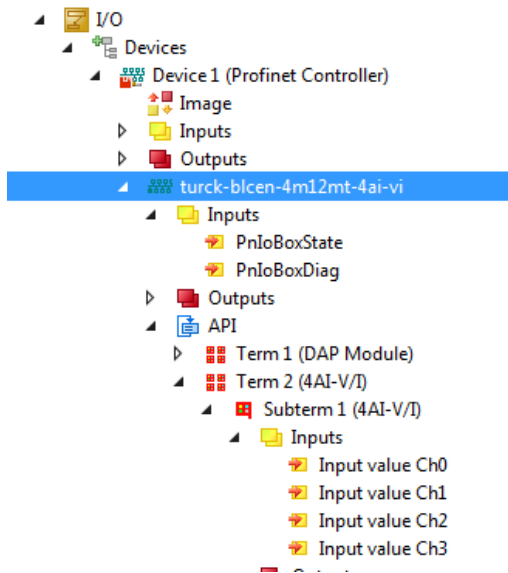 I/O
Devices
Device 1 (Profinet Controller)
Image
Inputs
Outputs
turck-blcen-4m12mt-4ai-vi
Inputs
PnIoBoxState
PnIoBoxDiag
Outputs
API
Term 1 (DAP Module)
Term 2 (4AI-V/I)
Subterm 1 (4AI-V/I)
Inputs
Input value Ch0
Input value Ch1
Input value Ch2
Input value Ch3